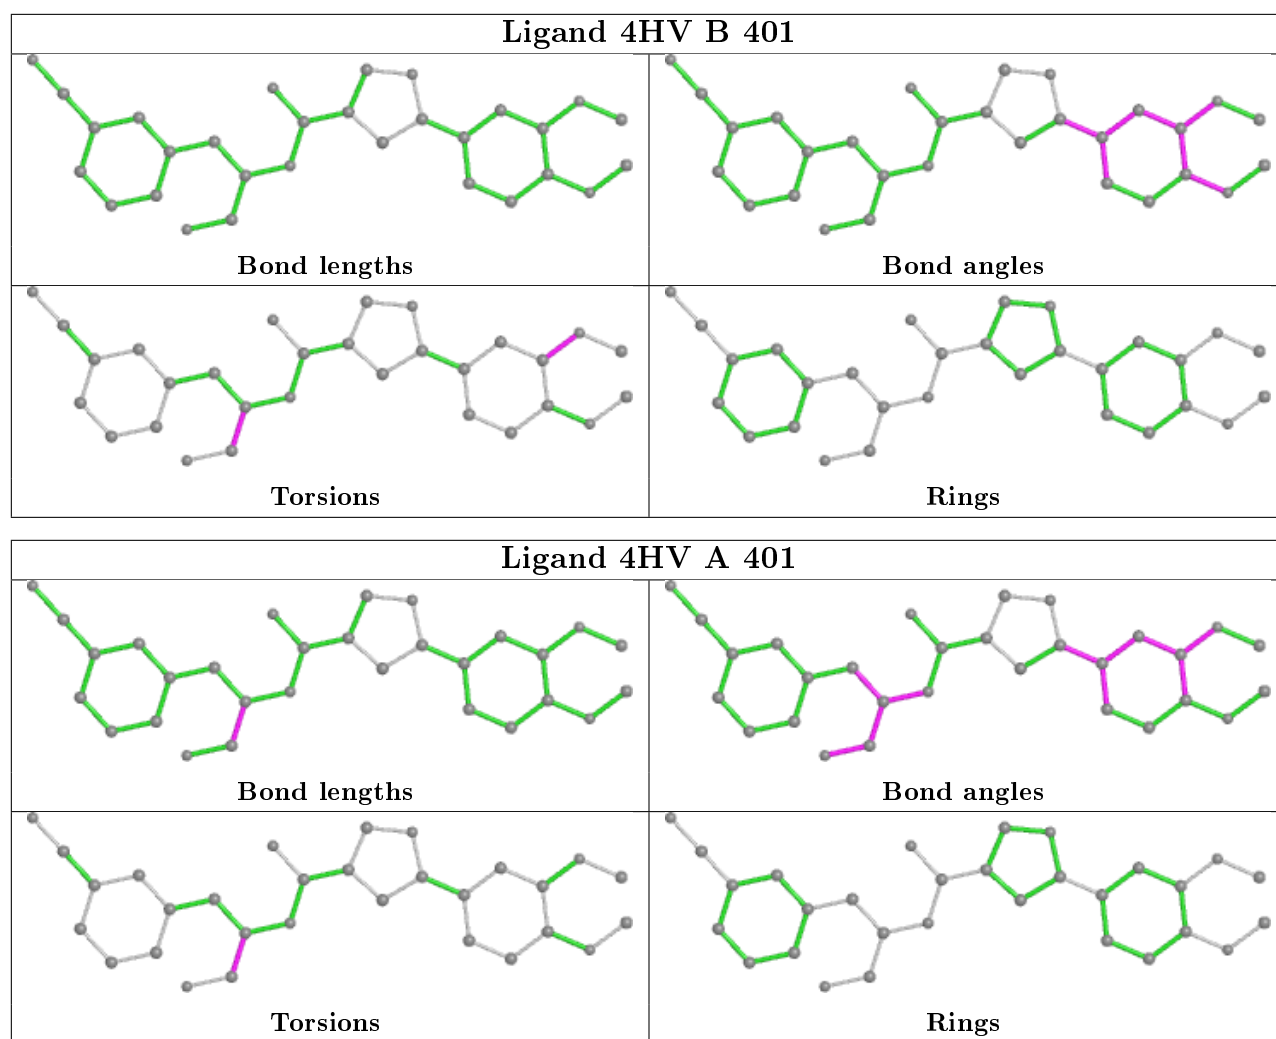 Ligand 4HV B 401
Bond lengths
Bond angles
Torsions
Rings
Ligand 4HV A 401
Bond lengths
Bond angles
Torsions
Rings